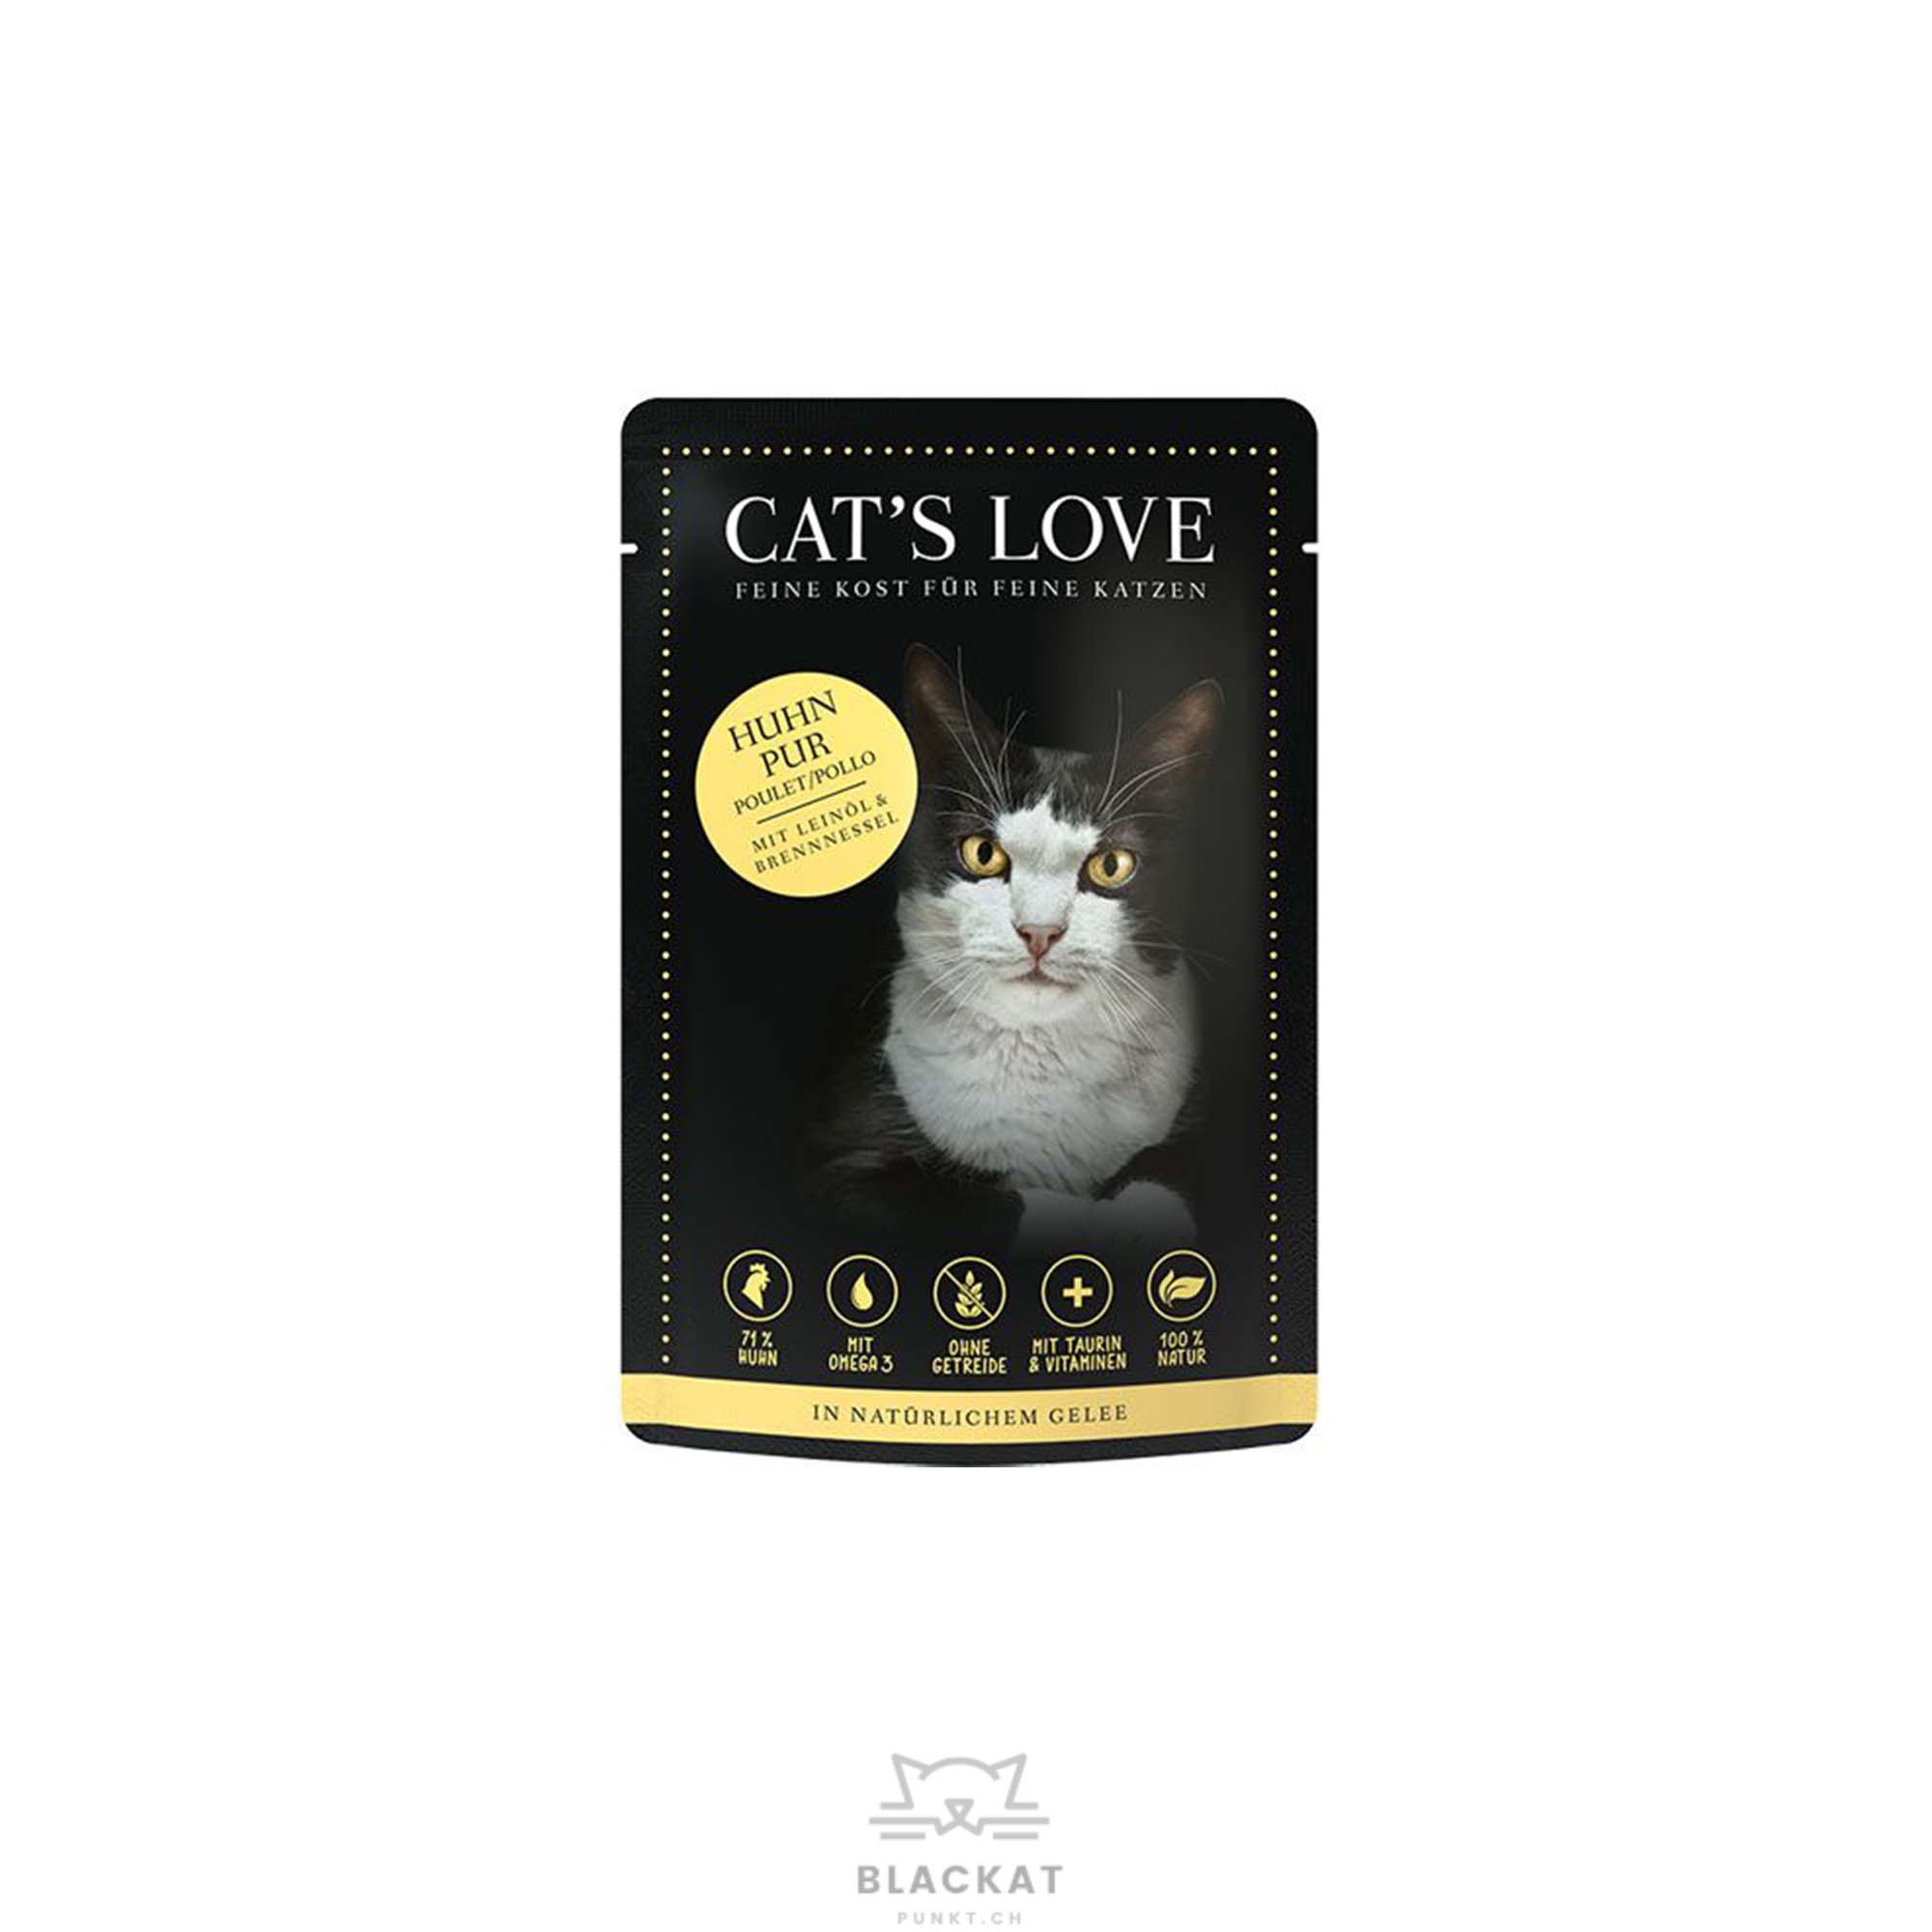 CAT'S LOVE
FEINE KOST FÜR FEINE KATZEN
HUHN
PUR
POULET/POLLO
MIT LEINÖL &
BRENNNESSEL
71 %
HUHN
MIT
OMEGA 3
OHNE
GETREIDE
MIT TAURIN
& VITAMINEN
100 %
NATUR
IN NATÜRLICHEM GELEE
BLACKAT
PUNKT.CH